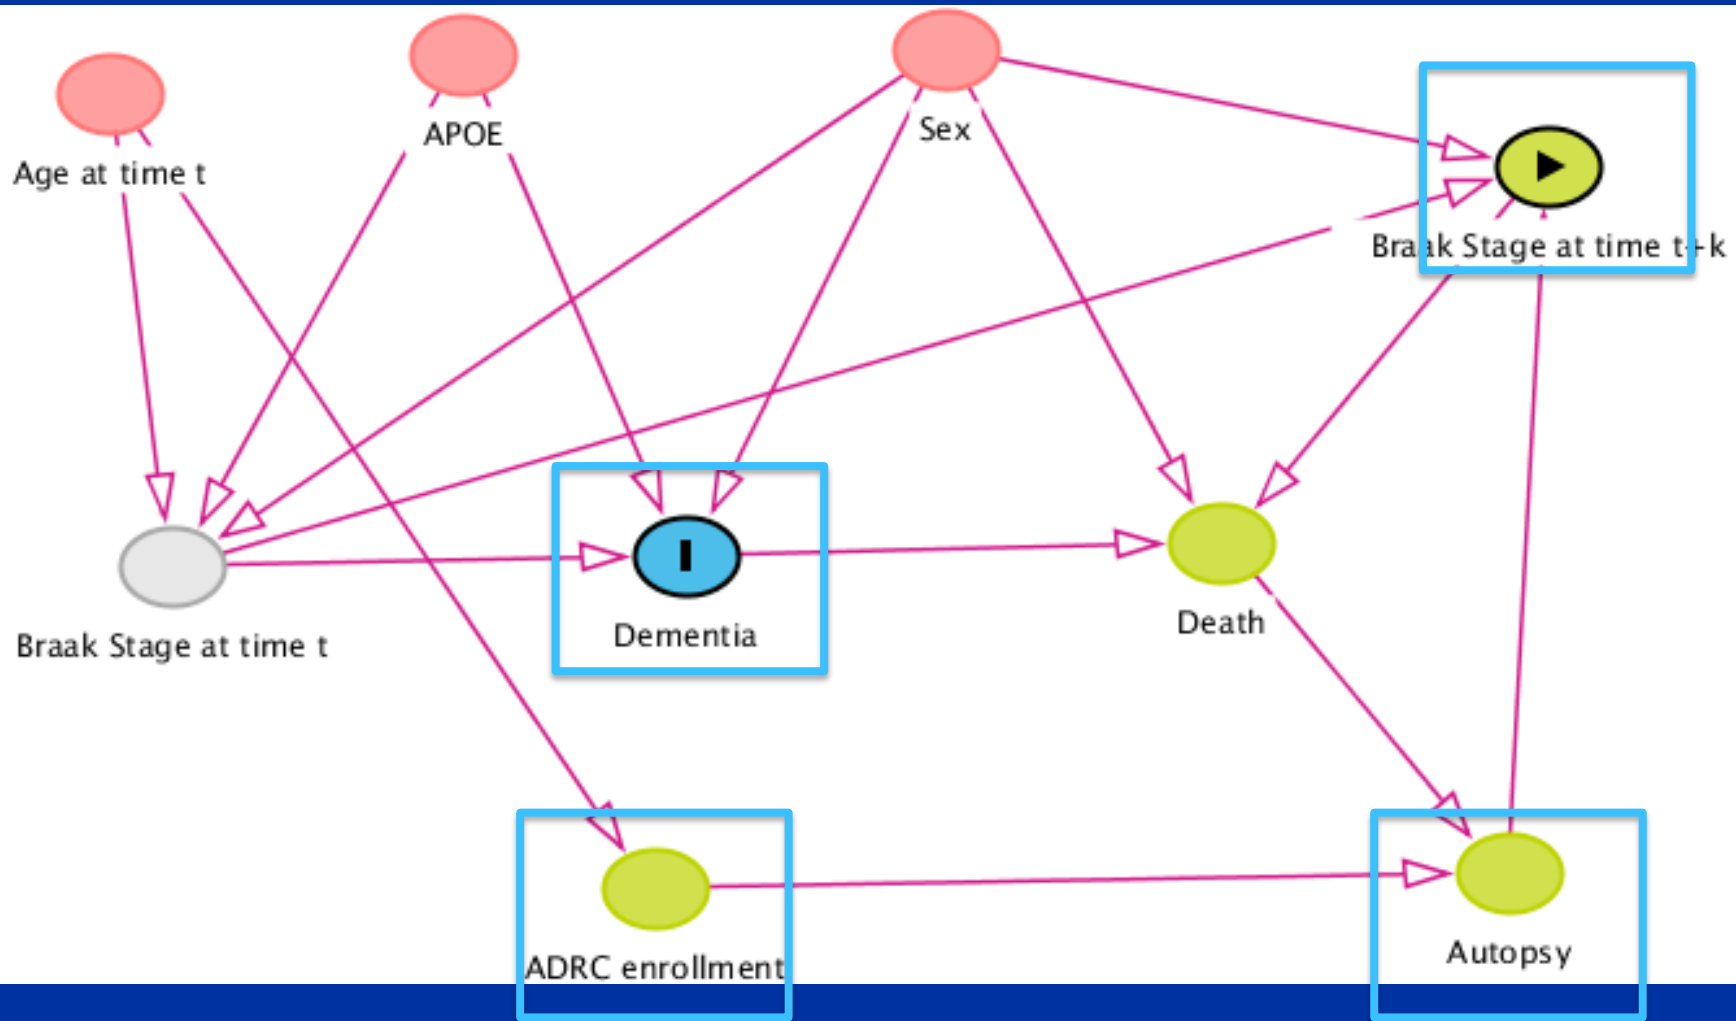 APOE
Sex
Age at time t
Braak Stage at time t+k
Death
Dementia
Braak Stage at time t
Autopsy
ADRC enrollment